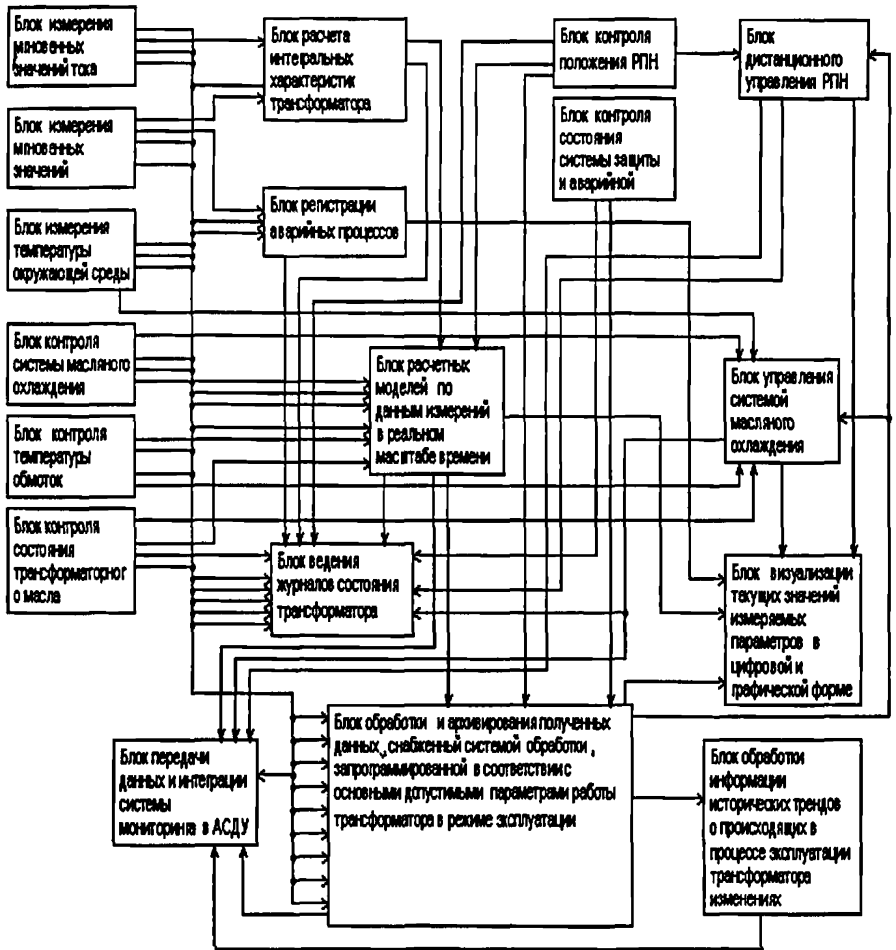 Блок измерения
мгновенных
значений тока
Блок расчета
интегральных
характеристик
трансформатора
Блок контроля
положения РПН
Блок
дистанционого
управления РПН
Блок измерения
мгновенных
значений
Блок контроля
состояния
системы защиты
и аварийной
Блок регистрации
аварийных процессов
Блок измерения
температуры
окружающей среды
Блок контроля
системы масляного
охлаждения
Блок расчетных
моделей по
данным измерений
в реальном
масштабе времени
Блок управления
системой
масляного
охлаждения
Блок контроля
температуры
обмоток
Блок контроля
состояния
трансформаторног
о масла
Блок ведения
журналов состояния
трансформатора
Блок визуализации
такущих значений
измеряемых
параметров в
цифровой и
графической форме
Блок обработки и архивирования полученных
данных, снабженный системой обработки,
запрограммированной в соответствии с
основными допустимыми параметрами работы
трансформатора в режиме эксплуатации
Блок передачи
данных и интеграции
системы
мониторинга в АСДУ
Блок обработки
информации
исторических трендов
о происходящих в
процессе эксплуатации
трансформатора
изменениях